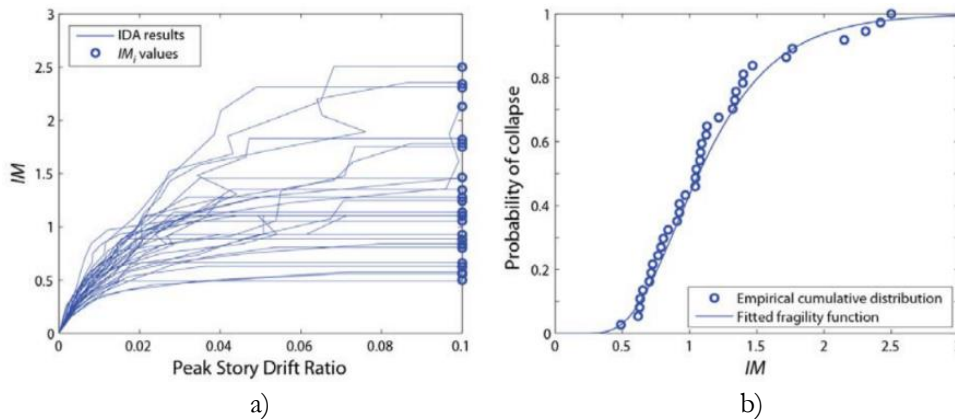 3
2.5
2
1.5
1
0.5
0
IM
IDA results
IMi values
0
0.02
0.04
0.06
0.08
0.1
Peak Story Drift Ratio
a)
1
0.8
0.6
0.4
0.2
0
Probability of collapse
Empirical cumulative distribution
Fitted fragility function
0
0.5
1
1.5
2
2.5
IM
b)